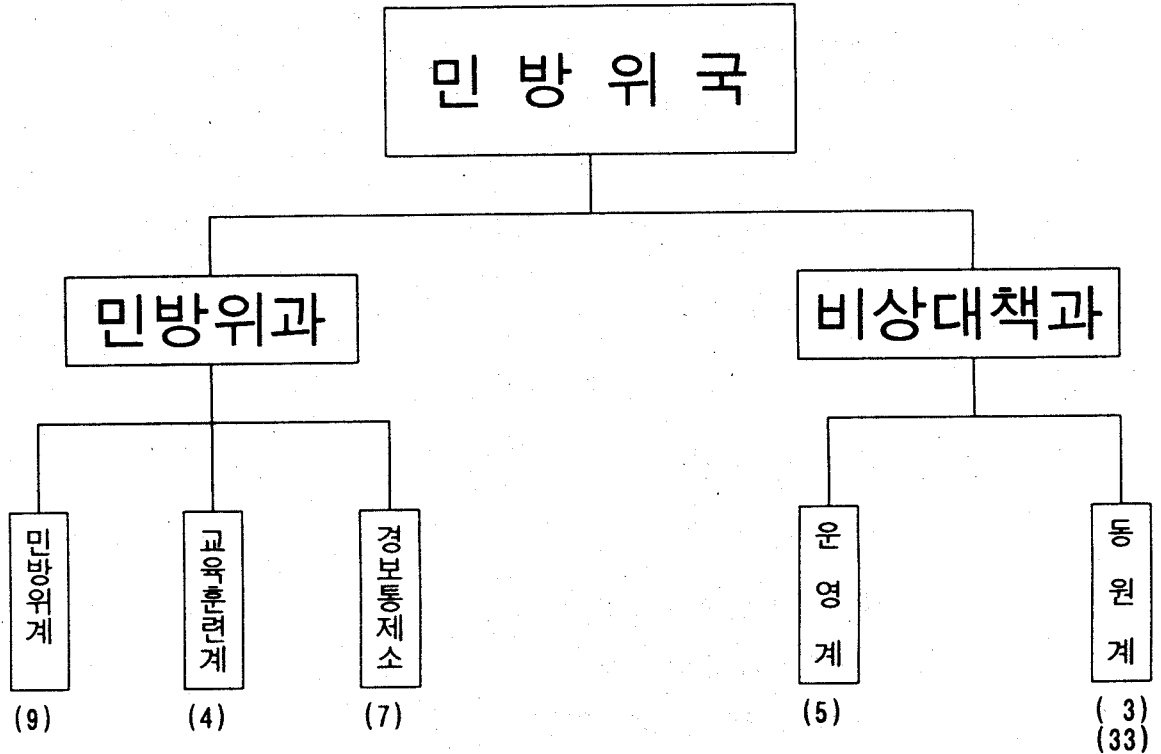 민 방 위 국
민방위과
비상대책과
민방위계
교육훈련계
경보통제소
운영계
동원계
(9)
(4)
(7)
(5)
( 3)
(33)